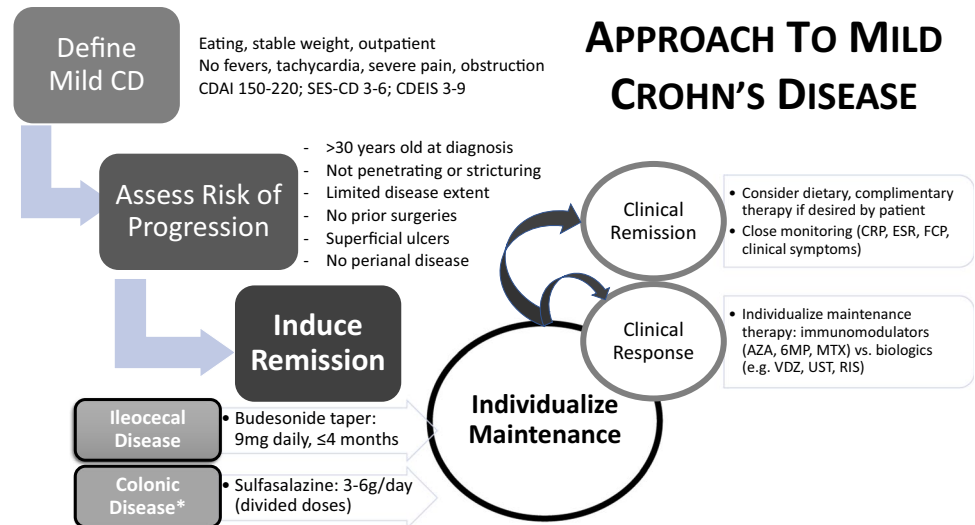 APPROACH TO MILD
CROHN'S DISEASE
Define
Mild CD
Eating, stable weight, outpatient
No fevers, tachycardia, severe pain, obstruction
CDAI 150-220; SES-CD 3-6; CDEIS 3-9
Assess Risk of
Progression
- >30 years old at diagnosis
- Not penetrating or stricturing
- Limited disease extent
- No prior surgeries
- Superficial ulcers
- No perianal disease
Induce
Remission
Ileocecal
Disease
• Budesonide taper:
9mg daily, ≤4 months
Colonic
Disease*
• Sulfasalazine: 3-6g/day
(divided doses)
Individualize
Maintenance
Clinical
Remission
• Consider dietary, complimentary
therapy if desired by patient
• Close monitoring (CRP, ESR, FCP,
clinical symptoms)
Clinical
Response
• Individualize maintenance
therapy: immunomodulators
(AZA, 6MP, MTX) vs. biologics
(e.g. VDZ, UST, RIS)